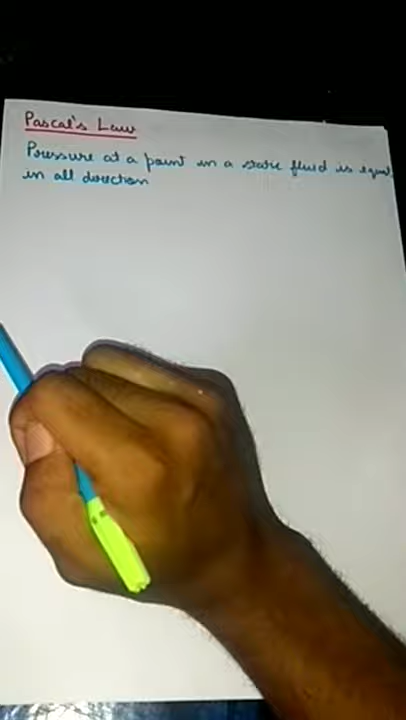 Pascal's Law
Pressure at a point in a static fluid is equal
in all direction